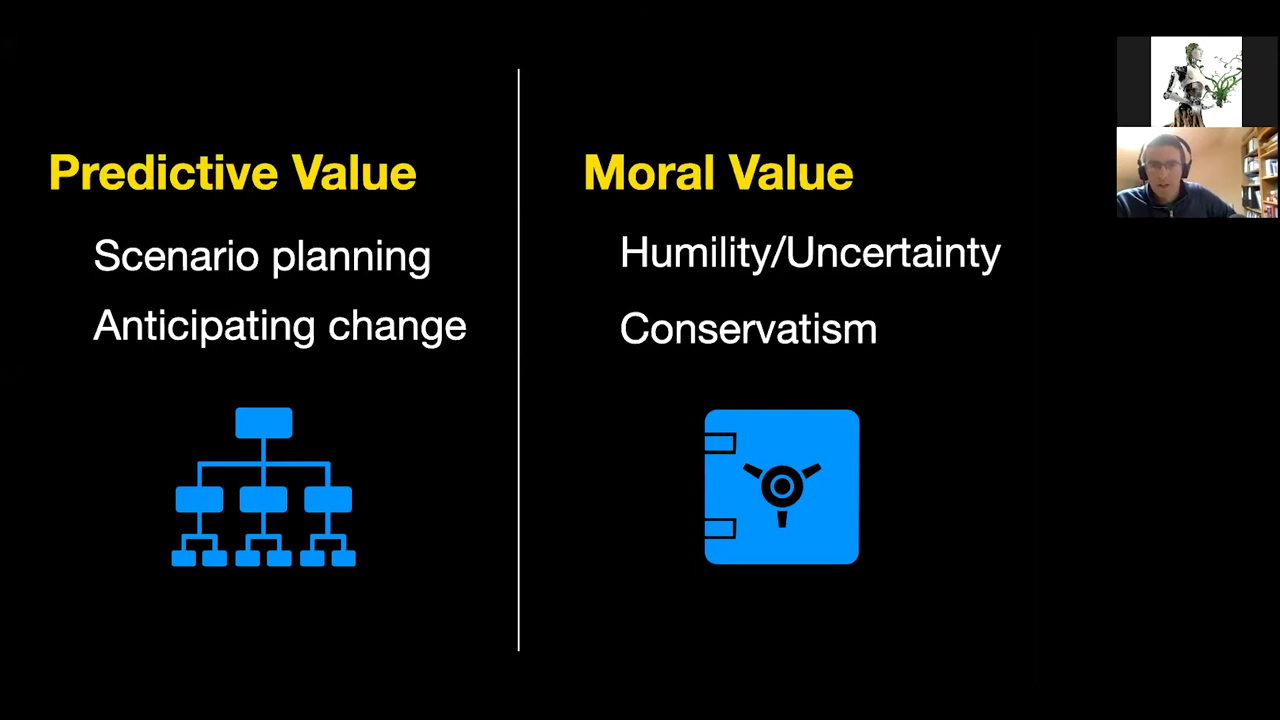 Predictive Value
Scenario planning
Anticipating change
Moral Value
Humility/Uncertainty
Conservatism